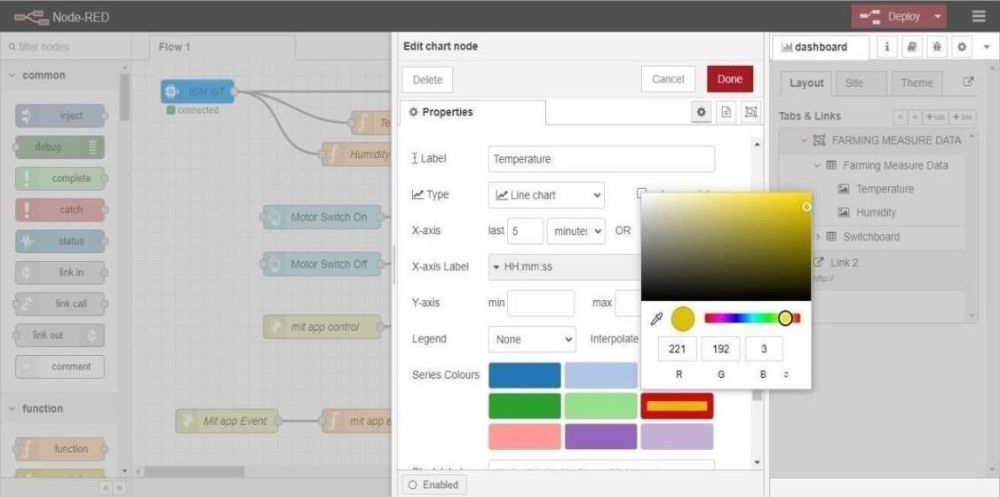 Node-RED
Deploy
filter nodes
common
inject
debug
complete
catch
status
link in
link call
link out
comment
function
function
Flow 1
IBM IoT
connected
Te
Humidity
Motor Switch On
Motor Switch Off
mit app control
Mit app Event
mit app e
Edit chart node
Delete
Cancel
Done
Properties
Label
Temperature
Type
Line chart
X-axis
last
5
minutes
OR
X-axis Label
HH:mm:ss
Y-axis
min
max
Legend
None
Interpolate
Series Colours
221
192
3
R
G
B
Enabled
dashboard
i
Layout
Site
Theme
Tabs & Links
+tab
+link
FARMING MEASURE DATA
Farming Measure Data
Temperature
Humidity
Switchboard
Link 2
http://